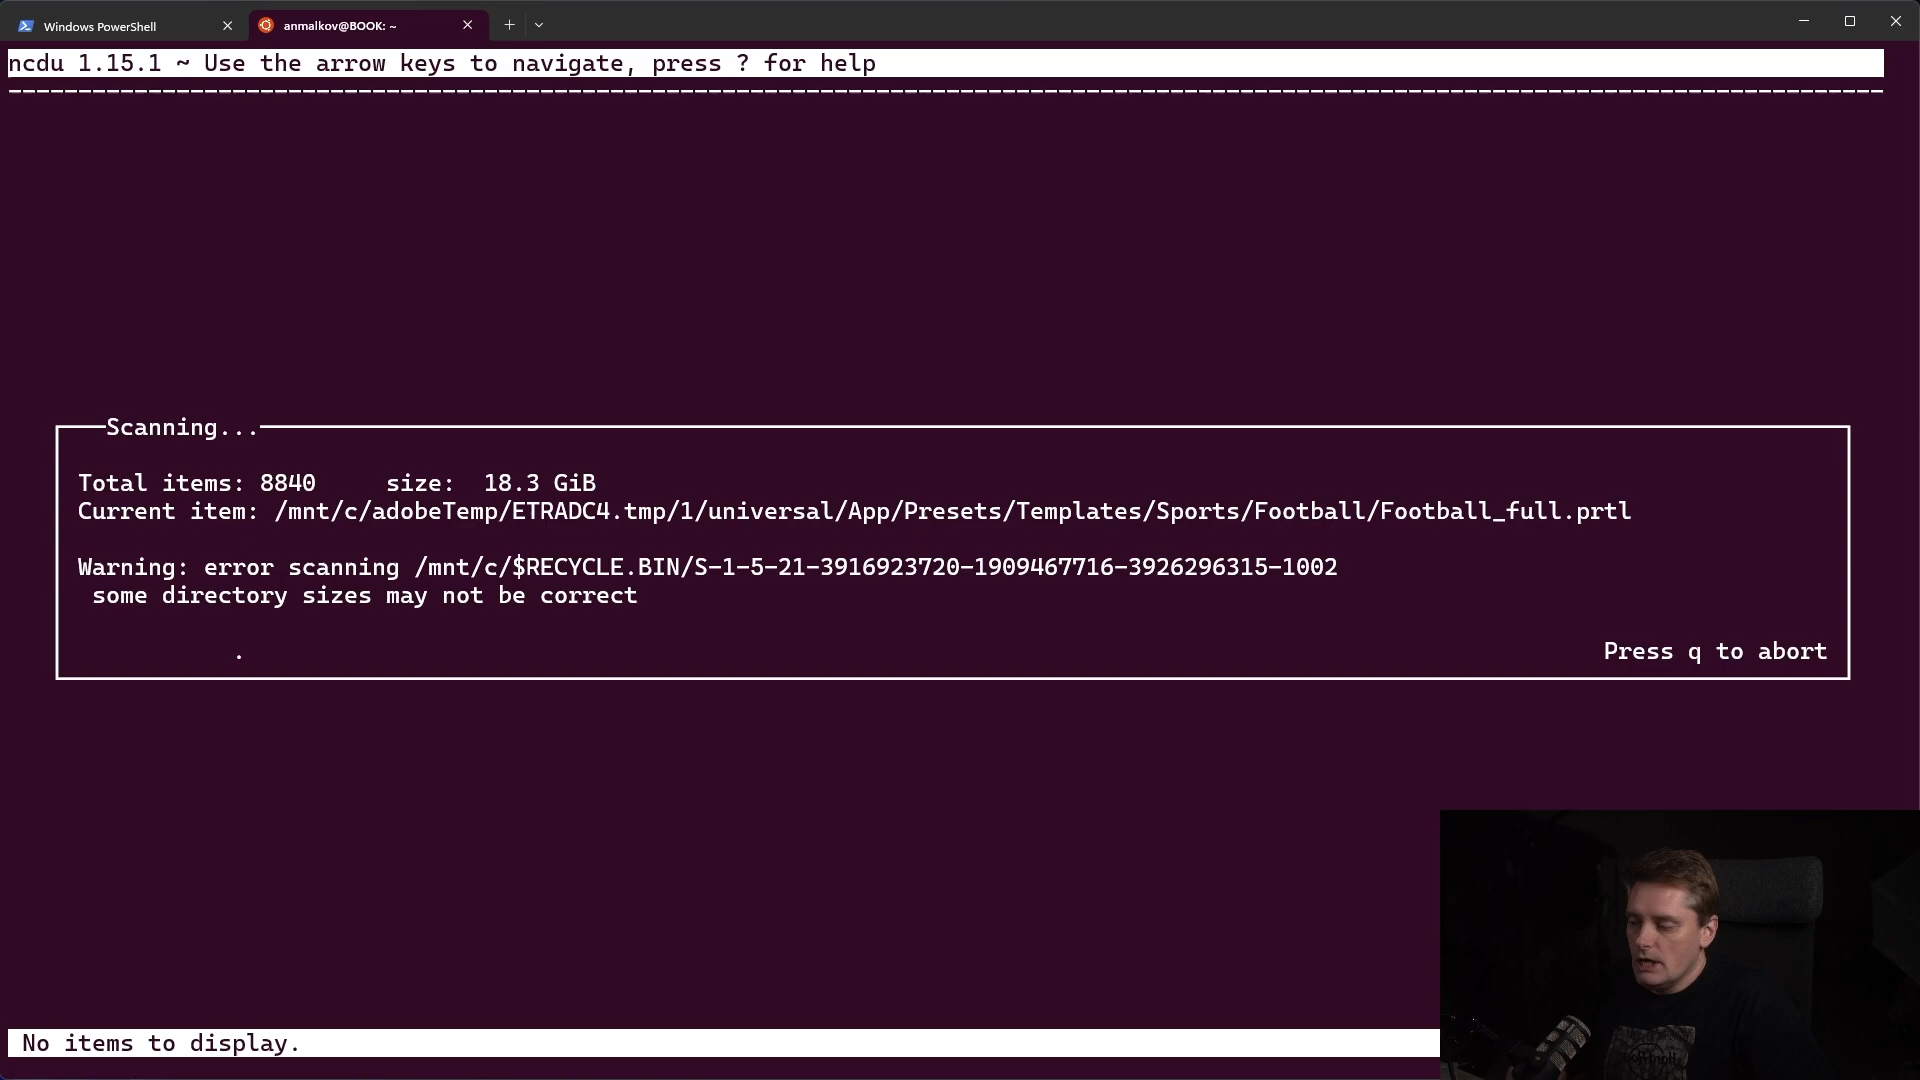 Windows PowerShell
anmalkov@BOOK: ~
ncdu 1.15.1 ~ Use the arrow keys to navigate, press ? for help
Scanning...
Total items: 8840 size: 18.3 GiB
Current item: /mnt/c/adobeTemp/ETRADC4.tmp/1/universal/App/Presets/Templates/Sports/Football/Football_full.prtl
Warning: error scanning /mnt/c/$RECYCLE.BIN/S-1-5-21-3916923720-1909467716-3926296315-1002
some directory sizes may not be correct
.
Press q to abort
No items to display.